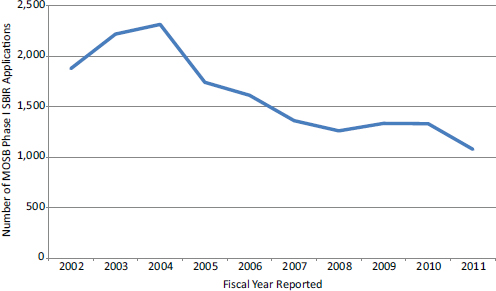 Number of MOSB Phase I SBIR Applications
2,500
2,000
1,500
1,000
500
0
2002 2003 2004 2005 2006 2007 2008 2009 2010 2011
Fiscal Year Reported